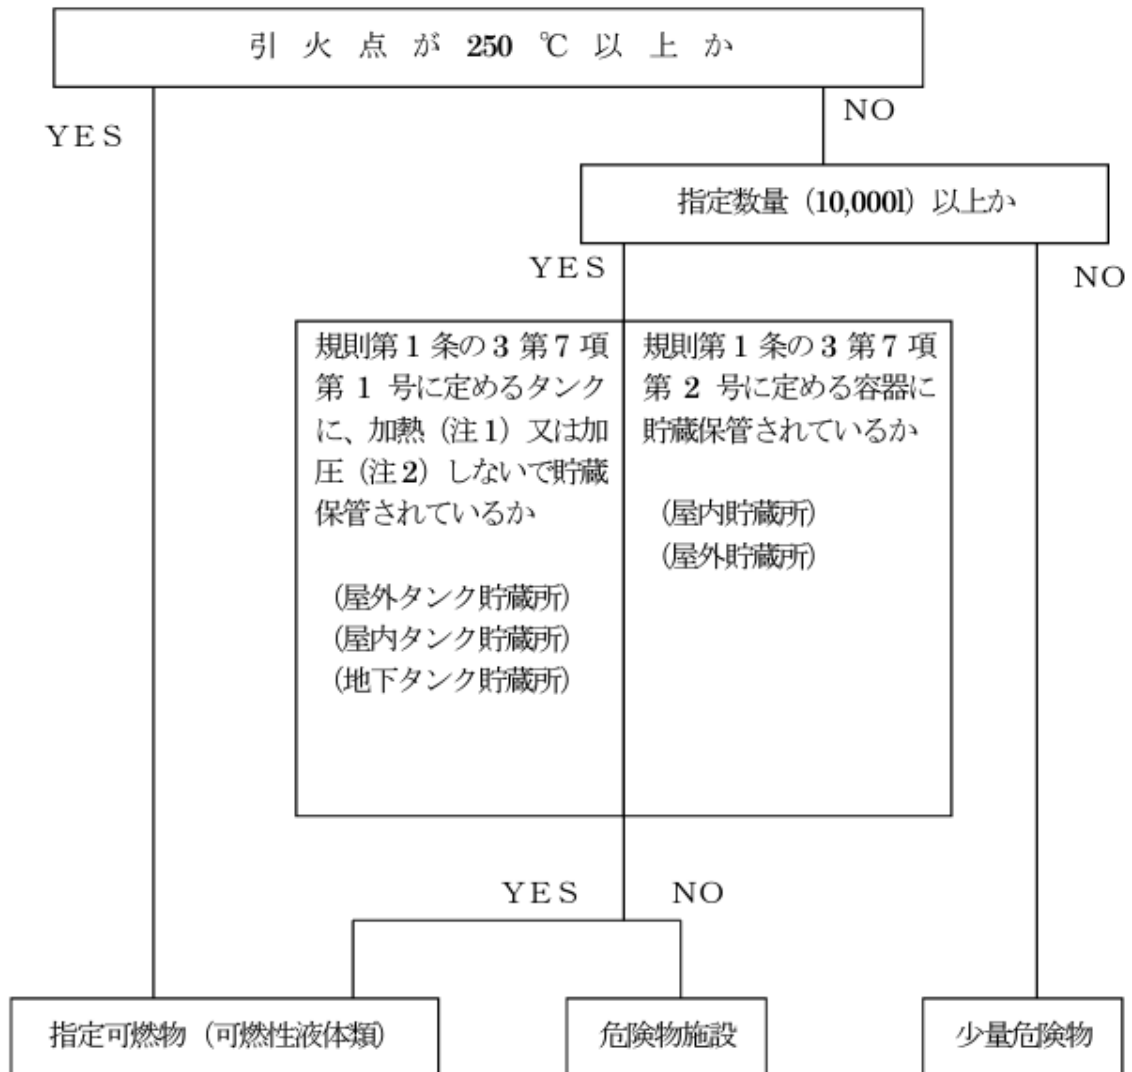 引火点が250℃以上か
YES
NO
指定数量（10,000l）以上か
YES
NO
規則第1条の3第7項
第1号に定めるタンク
に、加熱（注1）又は加
圧（注2）しないで貯蔵
保管されているか
（屋外タンク貯蔵所）
（屋内タンク貯蔵所）
（地下タンク貯蔵所）
規則第1条の3第7項
第2号に定める容器に
貯蔵保管されているか
（屋内貯蔵所）
（屋外貯蔵所）
YES
NO
指定可燃物（可燃性液体類）
危険物施設
少量危険物